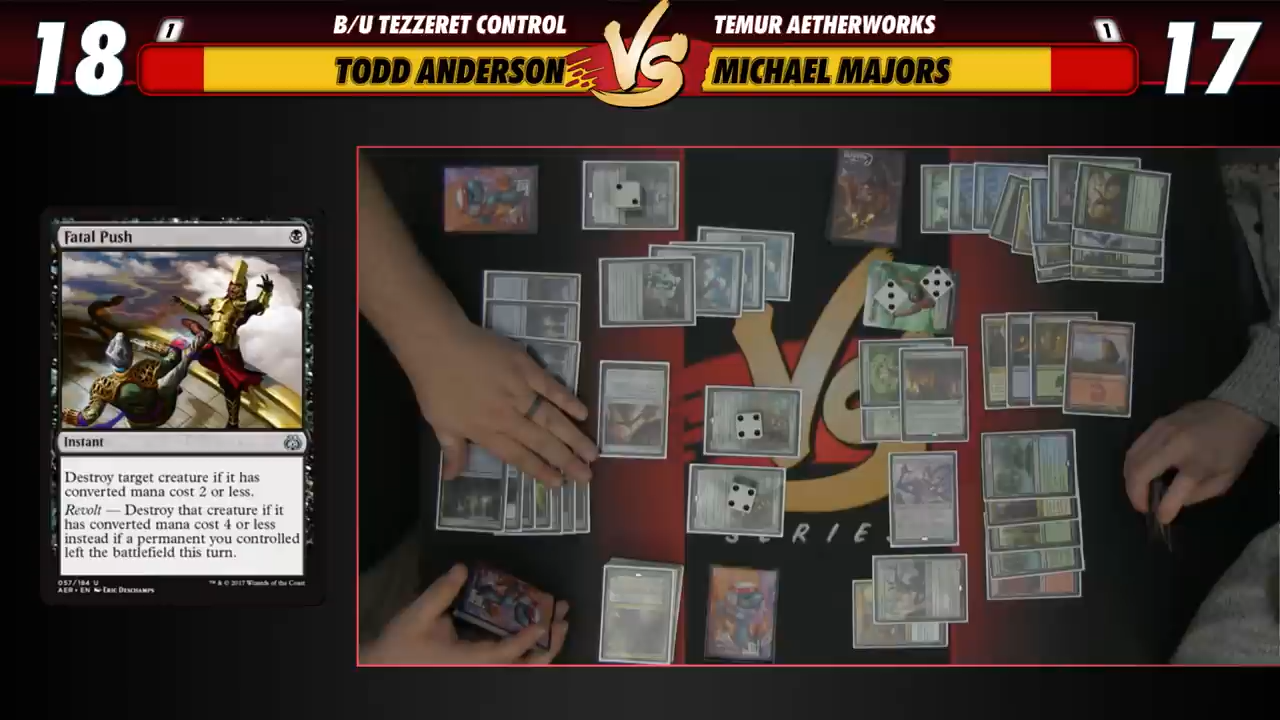 18
1
B/U TEZZERET CONTROL
TODD ANDERSON
VS
TEMUR AETHERWORKS
MICHAEL MAJORS
1
17
Fatal Push
Instant
Destroy target creature if it has
converted mana cost 2 or less.
Revolt — Destroy that creature if it
has converted mana cost 4 or less
instead if a permanent you controlled
left the battlefield this turn.
057/184 U
AER • EN ERIC DESCHAMPS
™ & © 2017 Wizards of the Coast
SERIES